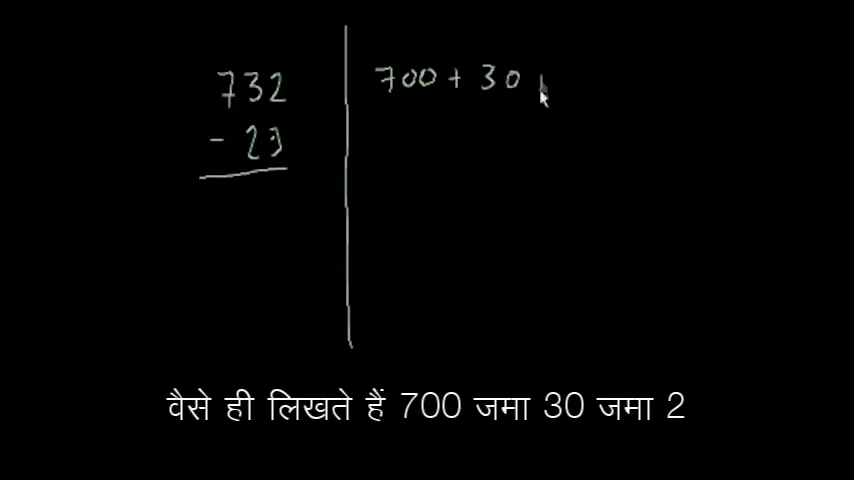 732
- 23
700 + 30
वैसे ही लिखते हैं 700 जमा 30 जमा 2